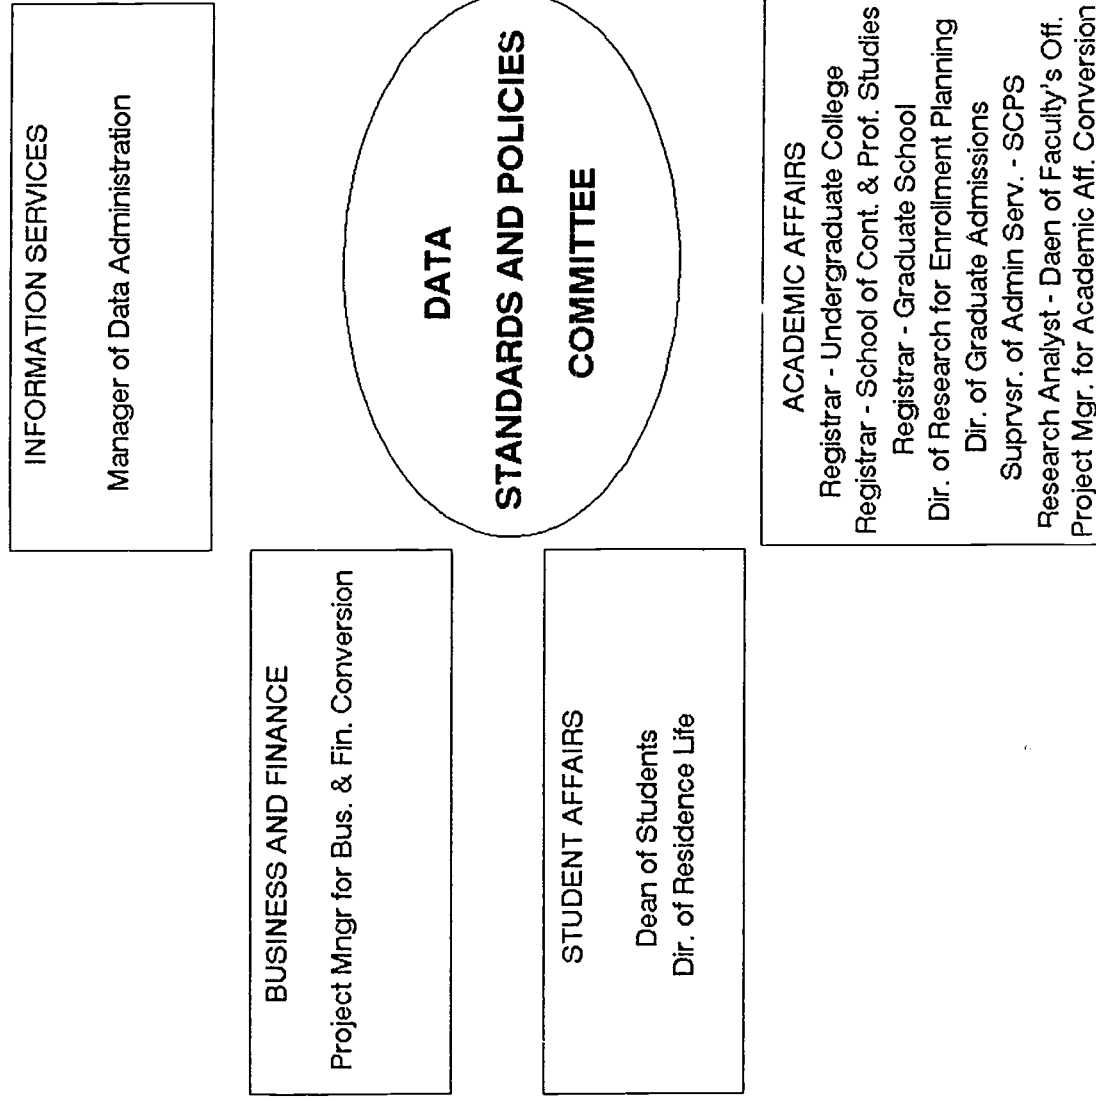 INFORMATION SERVICES
Manager of Data Administration
BUSINESS AND FINANCE
Project Mngr for Bus. & Fin. Conversion
DATA
STANDARDS AND POLICIES
COMMITTEE
STUDENT AFFAIRS
Dean of Students
Dir. of Residence Life
ACADEMIC AFFAIRS
Registrar - Undergraduate College
Registrar - School of Cont. & Prof. Studies
Registrar - Graduate School
Dir. of Research for Enrollment Planning
Dir. of Graduate Admissions
Suprvsr. of Admin Serv. - SCPS
Research Analyst - Daen of Faculty's Off.
Project Mgr. for Academic Aff. Conversion